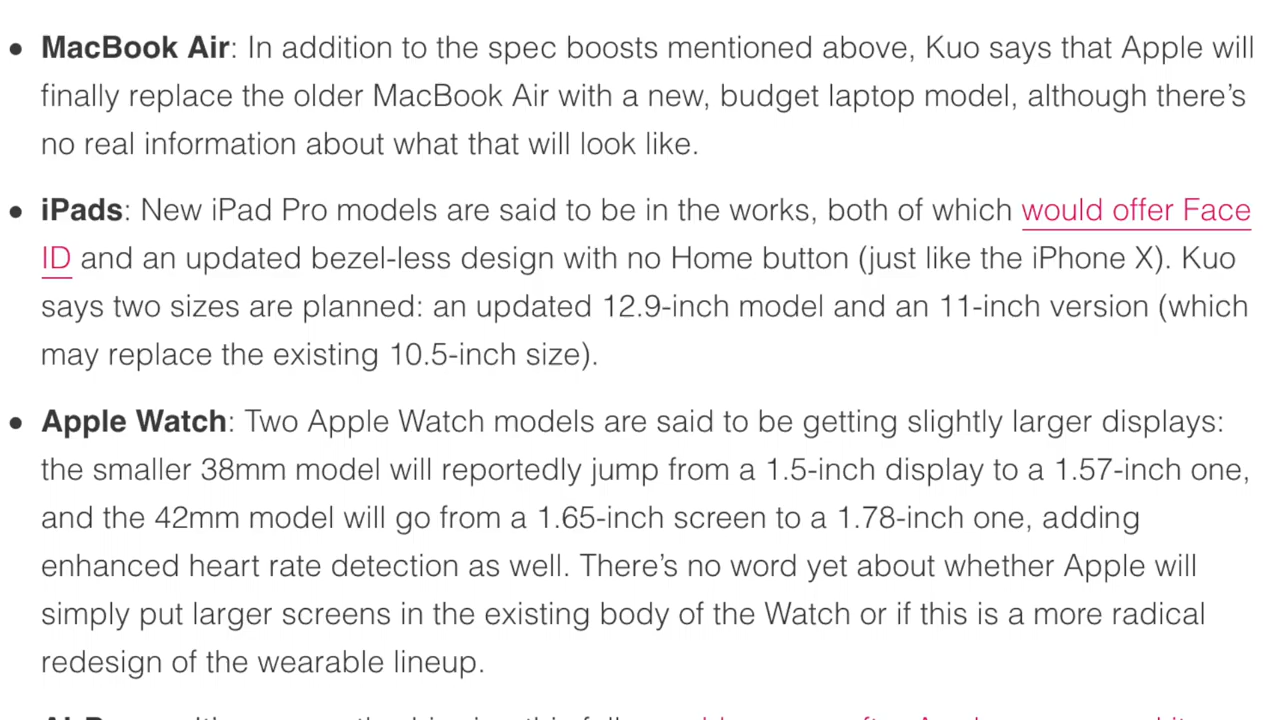 • MacBook Air: In addition to the spec boosts mentioned above, Kuo says that Apple will
finally replace the older MacBook Air with a new, budget laptop model, although there’s
no real information about what that will look like.
• iPads: New iPad Pro models are said to be in the works, both of which would offer Face
ID and an updated bezel-less design with no Home button (just like the iPhone X). Kuo
says two sizes are planned: an updated 12.9-inch model and an 11-inch version (which
may replace the existing 10.5-inch size).
• Apple Watch: Two Apple Watch models are said to be getting slightly larger displays:
the smaller 38mm model will reportedly jump from a 1.5-inch display to a 1.57-inch one,
and the 42mm model will go from a 1.65-inch screen to a 1.78-inch one, adding
enhanced heart rate detection as well. There’s no word yet about whether Apple will
simply put larger screens in the existing body of the Watch or if this is a more radical
redesign of the wearable lineup.